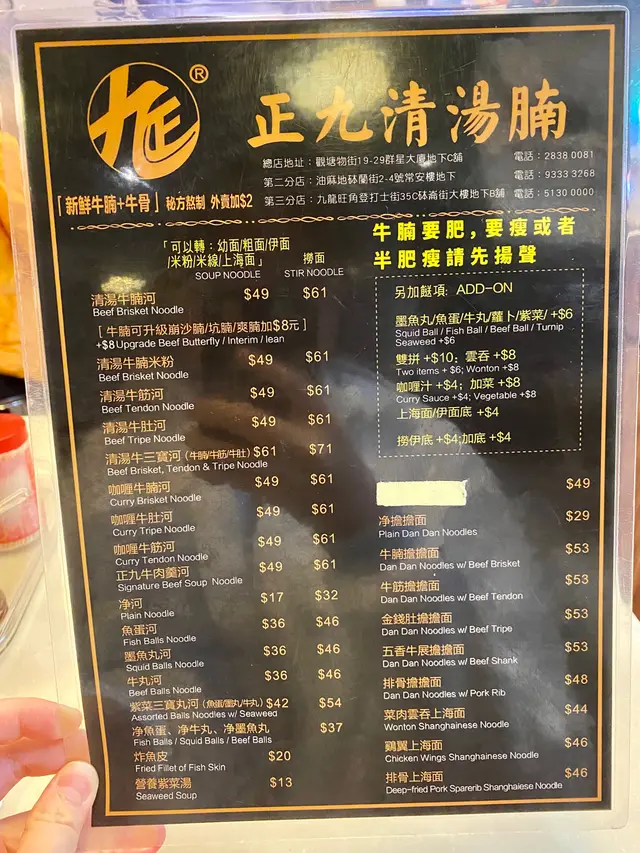 九正®
正九清湯腩
總店地址：觀塘物街19-29群星大廈地下C舖 電話：2838 0081
第二分店：油麻地砵蘭街2-4號常安樓地下 電話：9333 3268
「新鮮牛腩+牛骨」秘方熬制 外賣加$2
第三分店：九龍旺角登打士街35C砵崙街大樓地下B舖 電話：5130 0000
「可以轉：幼面/粗面/伊面
/米粉/米線/上海面」 撈面
SOUP NOODLE STIR NOODLE
清湯牛腩河 $49 $61
Beef Brisket Noodle
[ 牛腩可升級崩沙腩/坑腩/爽腩加$8元 ]
+$8Upgrade Beef Butterfly / Interim / lean
清湯牛腩米粉 $49 $61
Beef Brisket Noodle
清湯牛筋河 $49 $61
Beef Tendon Noodle
清湯牛肚河 $49 $61
Beef Tripe Noodle
清湯牛三寶河 (牛腩/牛筋/牛肚) $61 $71
Beef Brisket, Tendon & Tripe Noodle
咖喱牛腩河 $49 $61
Curry Brisket Noodle
咖喱牛肚河 $49 $61
Curry Tripe Noodle
咖喱牛筋河 $49 $61
Curry Tendon Noodle
正九牛肉羹河 $49 $61
Signature Beef Soup Noodle
净河 $17 $32
Plain Noodle
魚蛋河 $36 $46
Fish Balls Noodle
墨魚丸河 $36 $46
Squid Balls Noodle
牛丸河 $36 $46
Beef Balls Noodle
紫菜三寶丸河 (魚蛋/墨丸/牛丸) $42 $54
Assorted Balls Noodles w/ Seaweed
净魚蛋、净牛丸、净墨魚丸 $37
Fish Balls / Squid Balls / Beef Balls
炸魚皮 $20
Fried Fillet of Fish Skin
營養紫菜湯 $13
Seaweed Soup
牛腩要肥，要瘦或者
半肥瘦請先揚聲
另加餸項: ADD-ON
墨魚丸/魚蛋/牛丸/蘿卜/紫菜/ +$6
Squid Ball / Fish Ball / Beef Ball / Turnip
Seaweed +$6
雙拼 +$10；雲吞 +$8
Two items + $6; Wonton +$8
咖喱汁 +$4；加菜 +$8
Curry Sauce +$4; Vegetable +$8
上海面/伊面底 +$4
撈伊底 +$4;加底 +$4
$49
净擔擔面 $29
Plain Dan Dan Noodles
牛腩擔擔面 $53
Dan Dan Noodles w/ Beef Brisket
牛筋擔擔面 $53
Dan Dan Noodles w/ Beef Tendon
金錢肚擔擔面 $53
Dan Dan Noodles w/ Beef Tripe
五香牛展擔擔面 $53
Dan Dan Noodles w/ Beef Shank
排骨擔擔面 $48
Dan Dan Noodles w/ Pork Rib
菜肉雲吞上海面 $44
Wonton Shanghainese Noodle
鷄翼上海面 $46
Chicken Wings Shanghainese Noodle
排骨上海面 $46
Deep-fried Pork Sparerib Shanghaiese Noodle